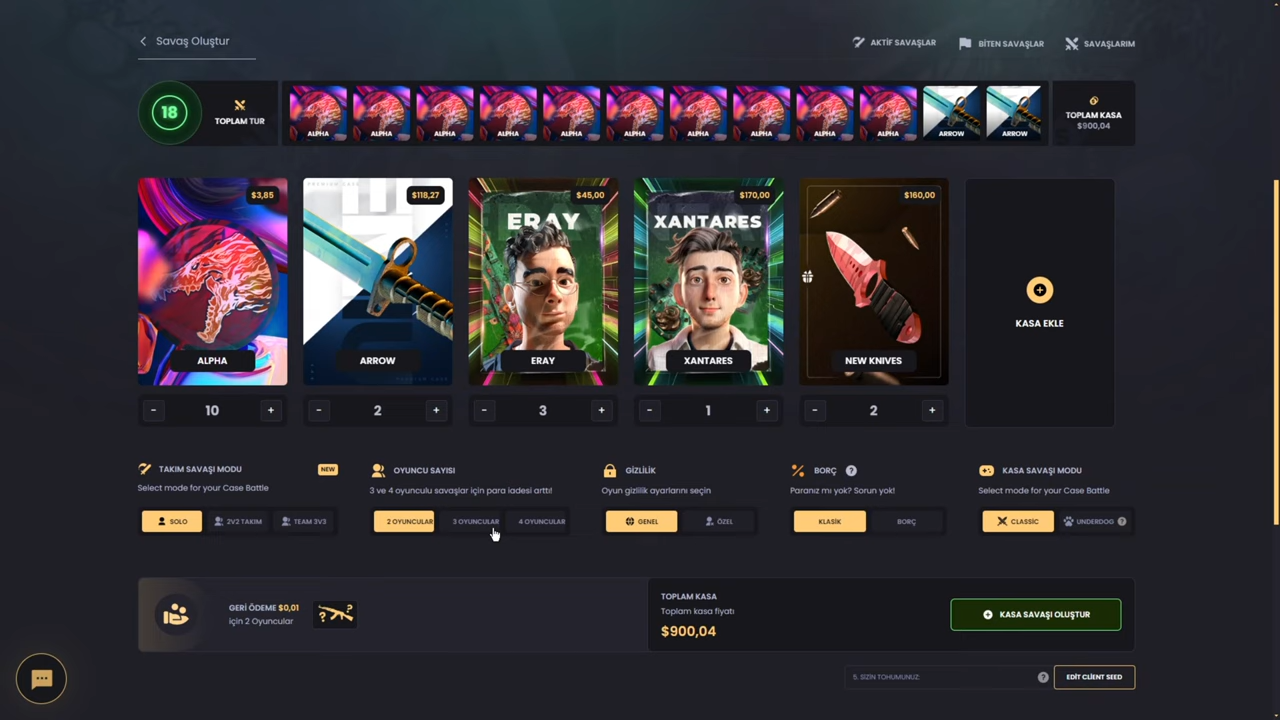 Savaş Oluştur
AKTİF SAVAŞLAR
BİTEN SAVAŞLAR
SAVAŞLARIM
18
TOPLAM TUR
ALPHA
ALPHA
ALPHA
ALPHA
ALPHA
ALPHA
ALPHA
ALPHA
ALPHA
ALPHA
ARROW
ARROW
TOPLAM KASA
$900,04
$3,85
ALPHA
$118,27
ARROW
$45,00
ERAY
ERAY
$170,00
XANTARES
XANTARES
$160,00
NEW KNIVES
KASA EKLE
- 10 +
- 2 +
- 3 +
- 1 +
- 2 +
TAKIM SAVAŞI MODU
NEW
Select mode for your Case Battle
SOLO
2V2 TAKIM
TEAM 3V3
OYUNCU SAYISI
3 ve 4 oyunculu savaşlar için para iadesi arttı!
2 OYUNCULAR
3 OYUNCULAR
4 OYUNCULAR
GİZLİLİK
Oyun gizlilik ayarlarını seçin
GENEL
ÖZEL
BORÇ ?
Paranız mı yok? Sorun yok!
KLASİK
BORÇ
KASA SAVAŞI MODU
Select mode for your Case Battle
CLASSIC
UNDERDOG ?
GERİ ÖDEME $0,01
için 2 Oyuncular
? ?
TOPLAM KASA
Toplam kasa fiyatı
$900,04
KASA SAVAŞI OLUŞTUR
5. SİZİN TOHUMUNUZ:
?
EDIT CLIENT SEED